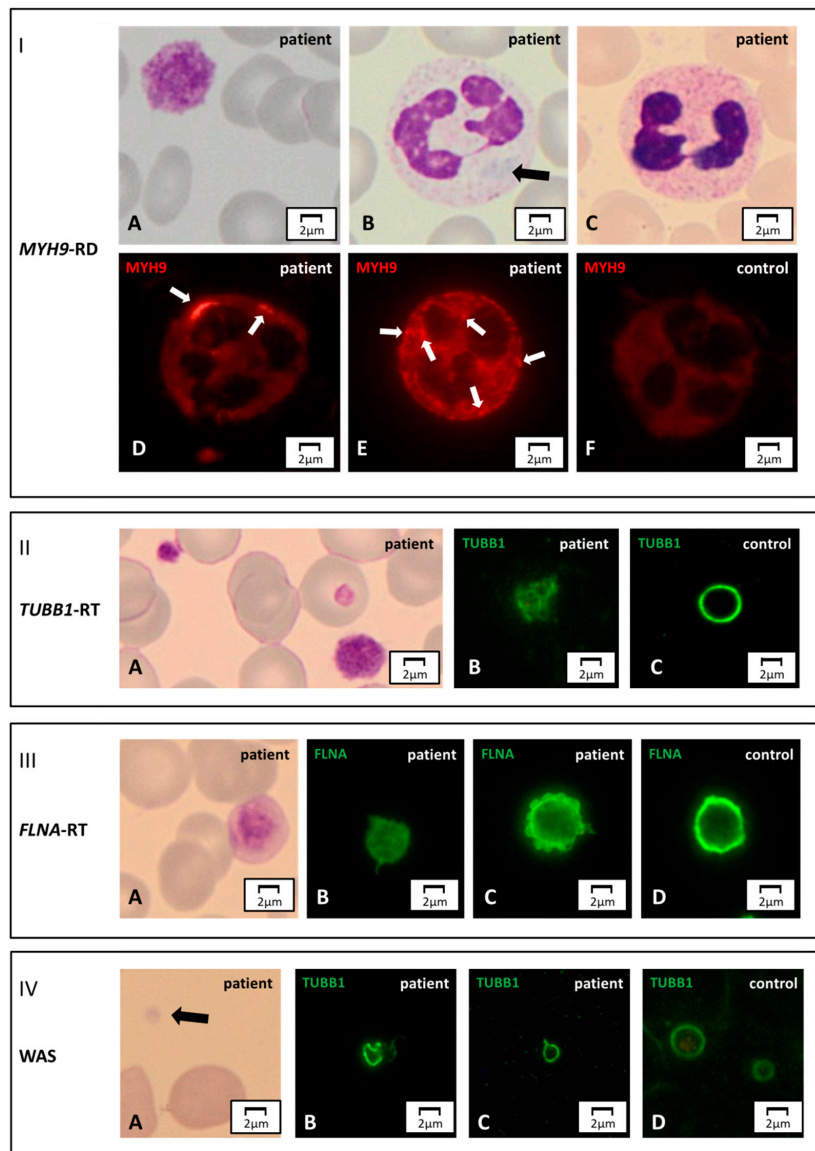 I
MYH9-RD
patient
A
2μm
patient
B
2μm
patient
C
2μm
MYH9 patient
D
2μm
MYH9 patient
E
2μm
MYH9 control
F
2μm
II
TUBB1-RT
patient
A
2μm
TUBB1 patient
B
2μm
TUBB1 control
C
2μm
III
FLNA-RT
patient
A
2μm
FLNA patient
B
2μm
FLNA patient
C
2μm
FLNA control
D
2μm
IV
WAS
patient
A
2μm
TUBB1 patient
B
2μm
TUBB1 patient
C
2μm
TUBB1 control
D
2μm